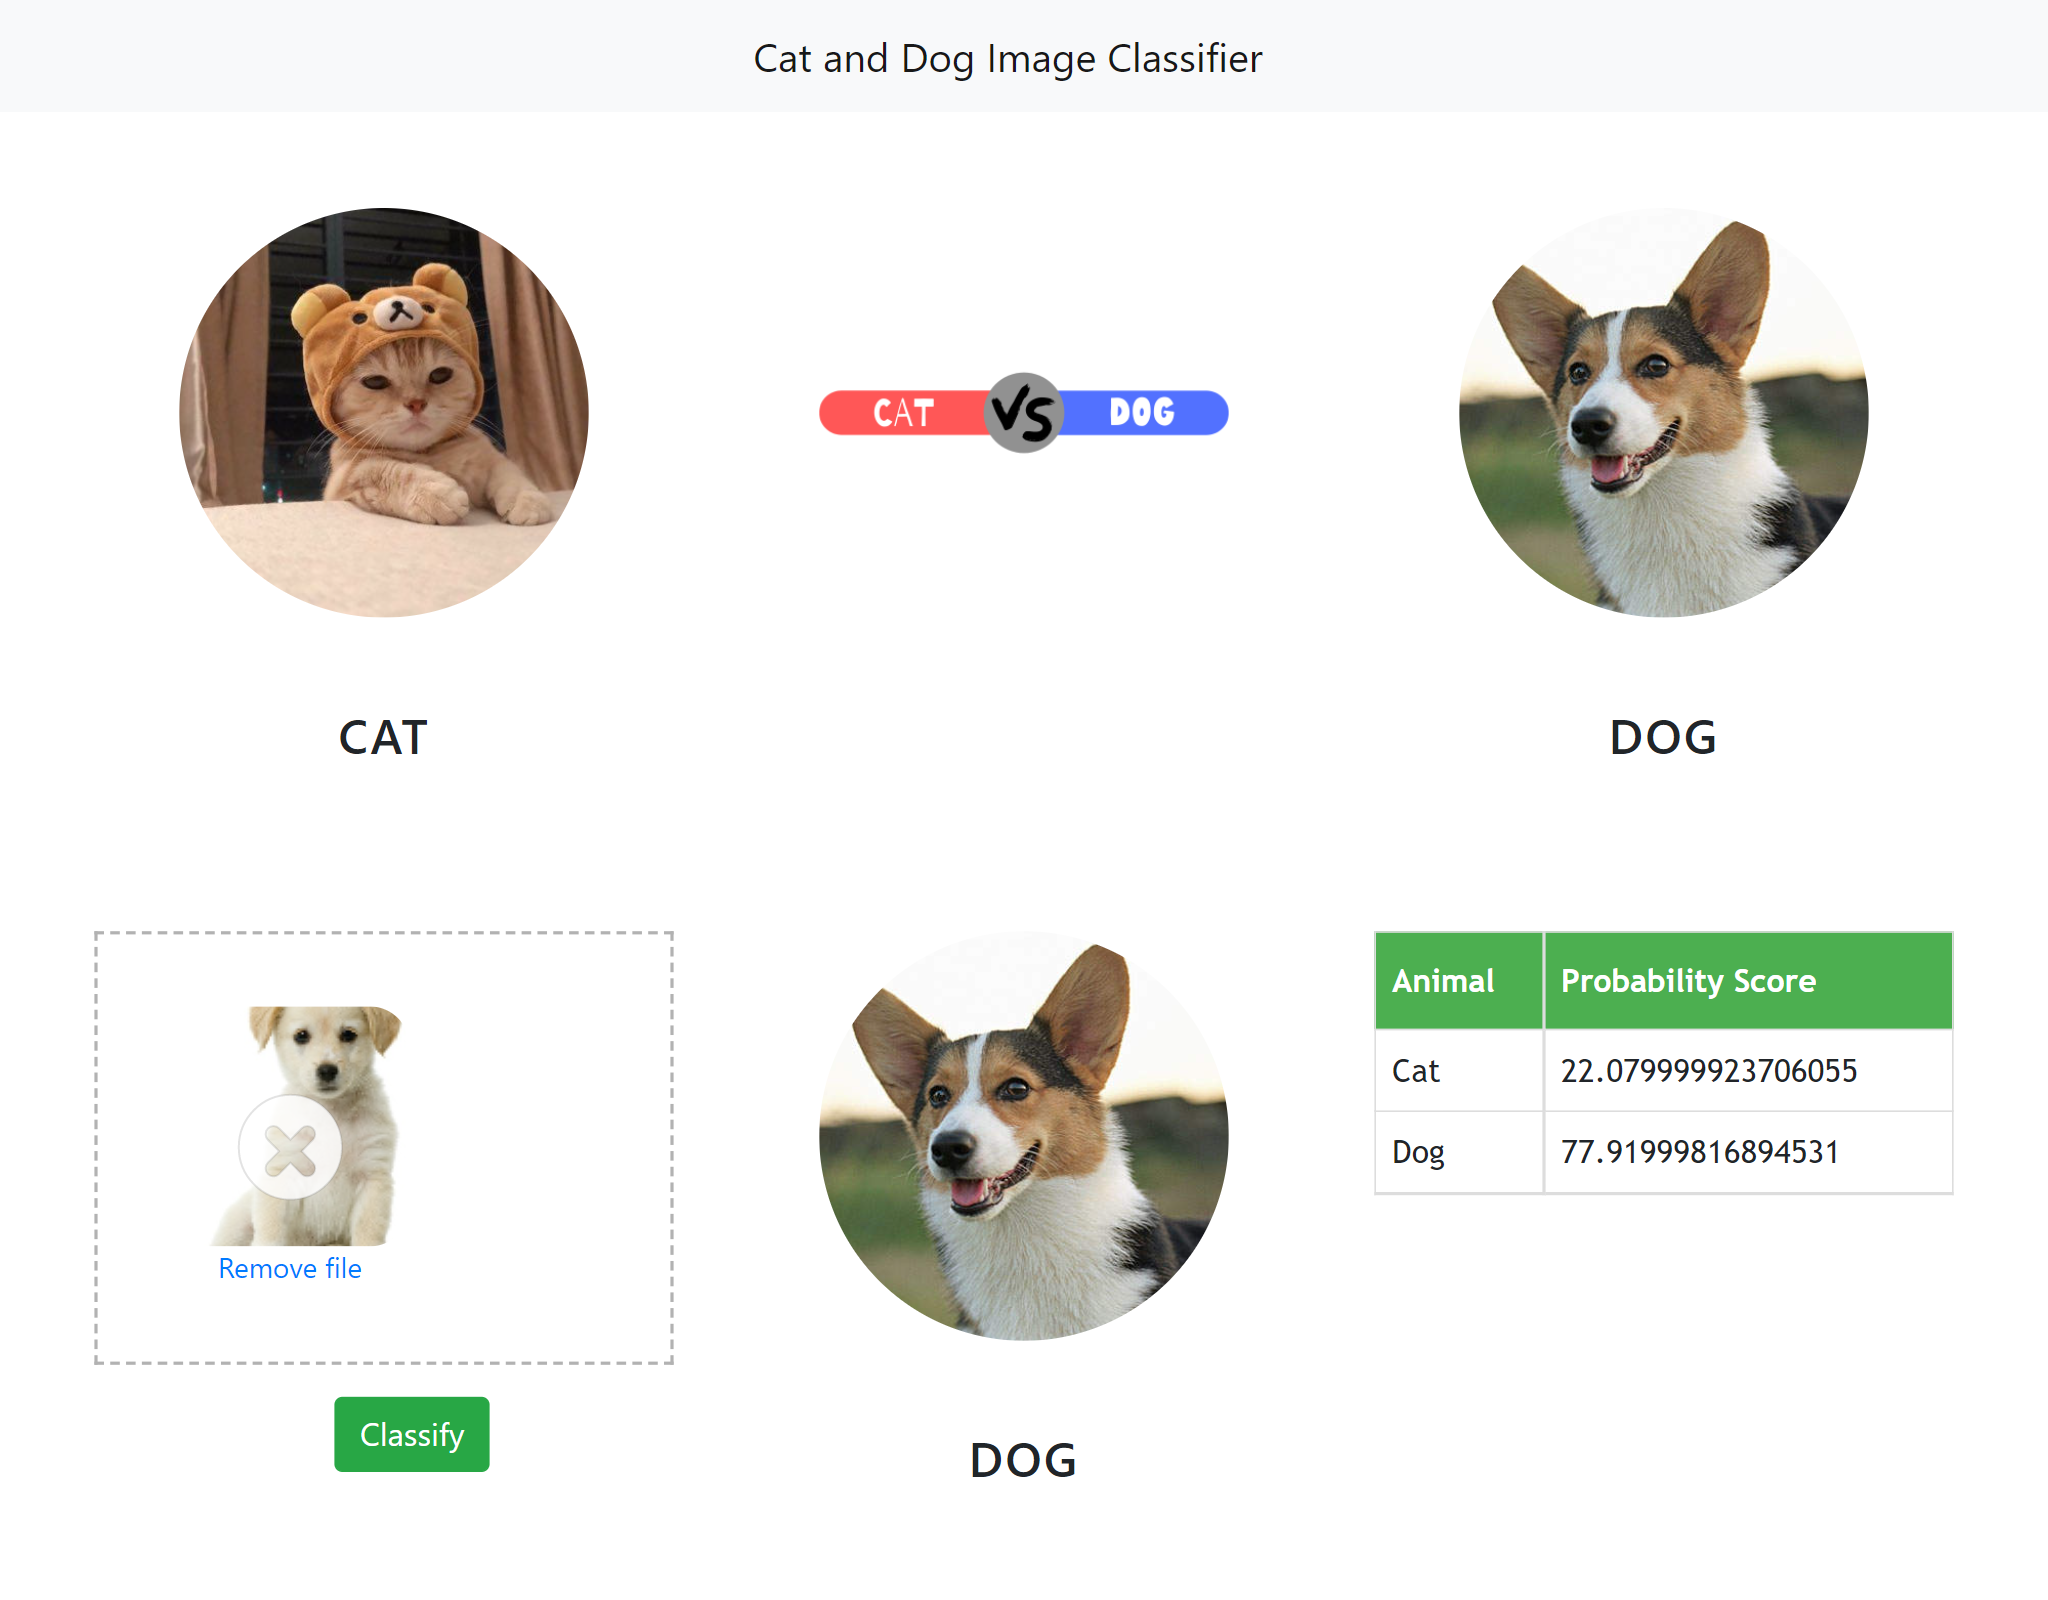 Cat and Dog Image Classifier
CAT VS DOG
CAT
DOG
Remove file
Classify
DOG
Animal Probability Score
Cat 22.079999923706055
Dog 77.91999816894531